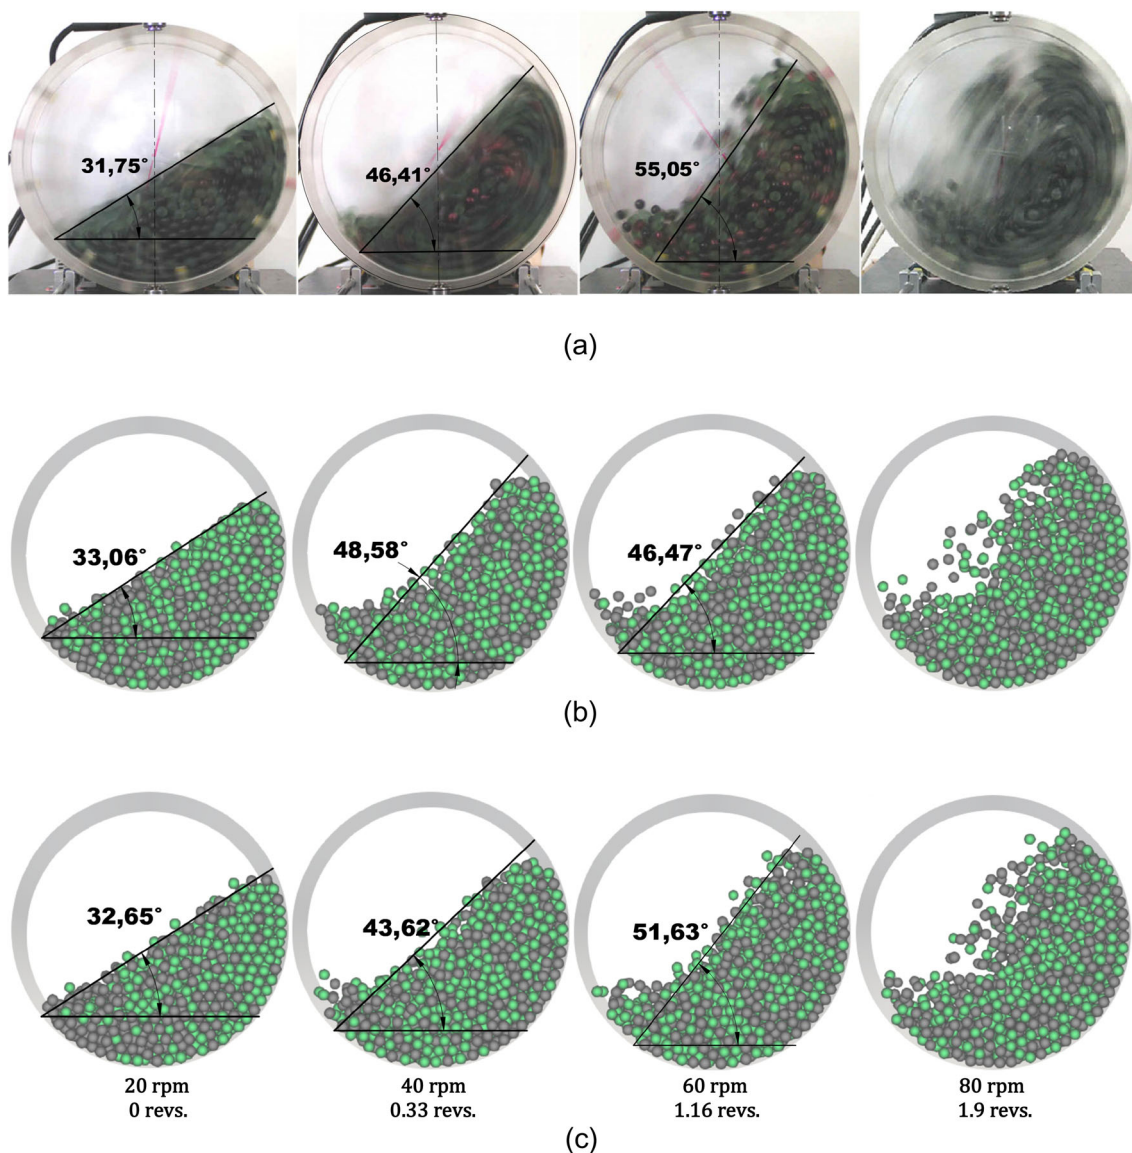 31,75°
46,41°
55,05°
(a)
33,06°
48,58°
46,47°
(b)
32,65°
43,62°
51,63°
20 rpm
0 revs.
40 rpm
0.33 revs.
60 rpm
1.16 revs.
80 rpm
1.9 revs.
(c)